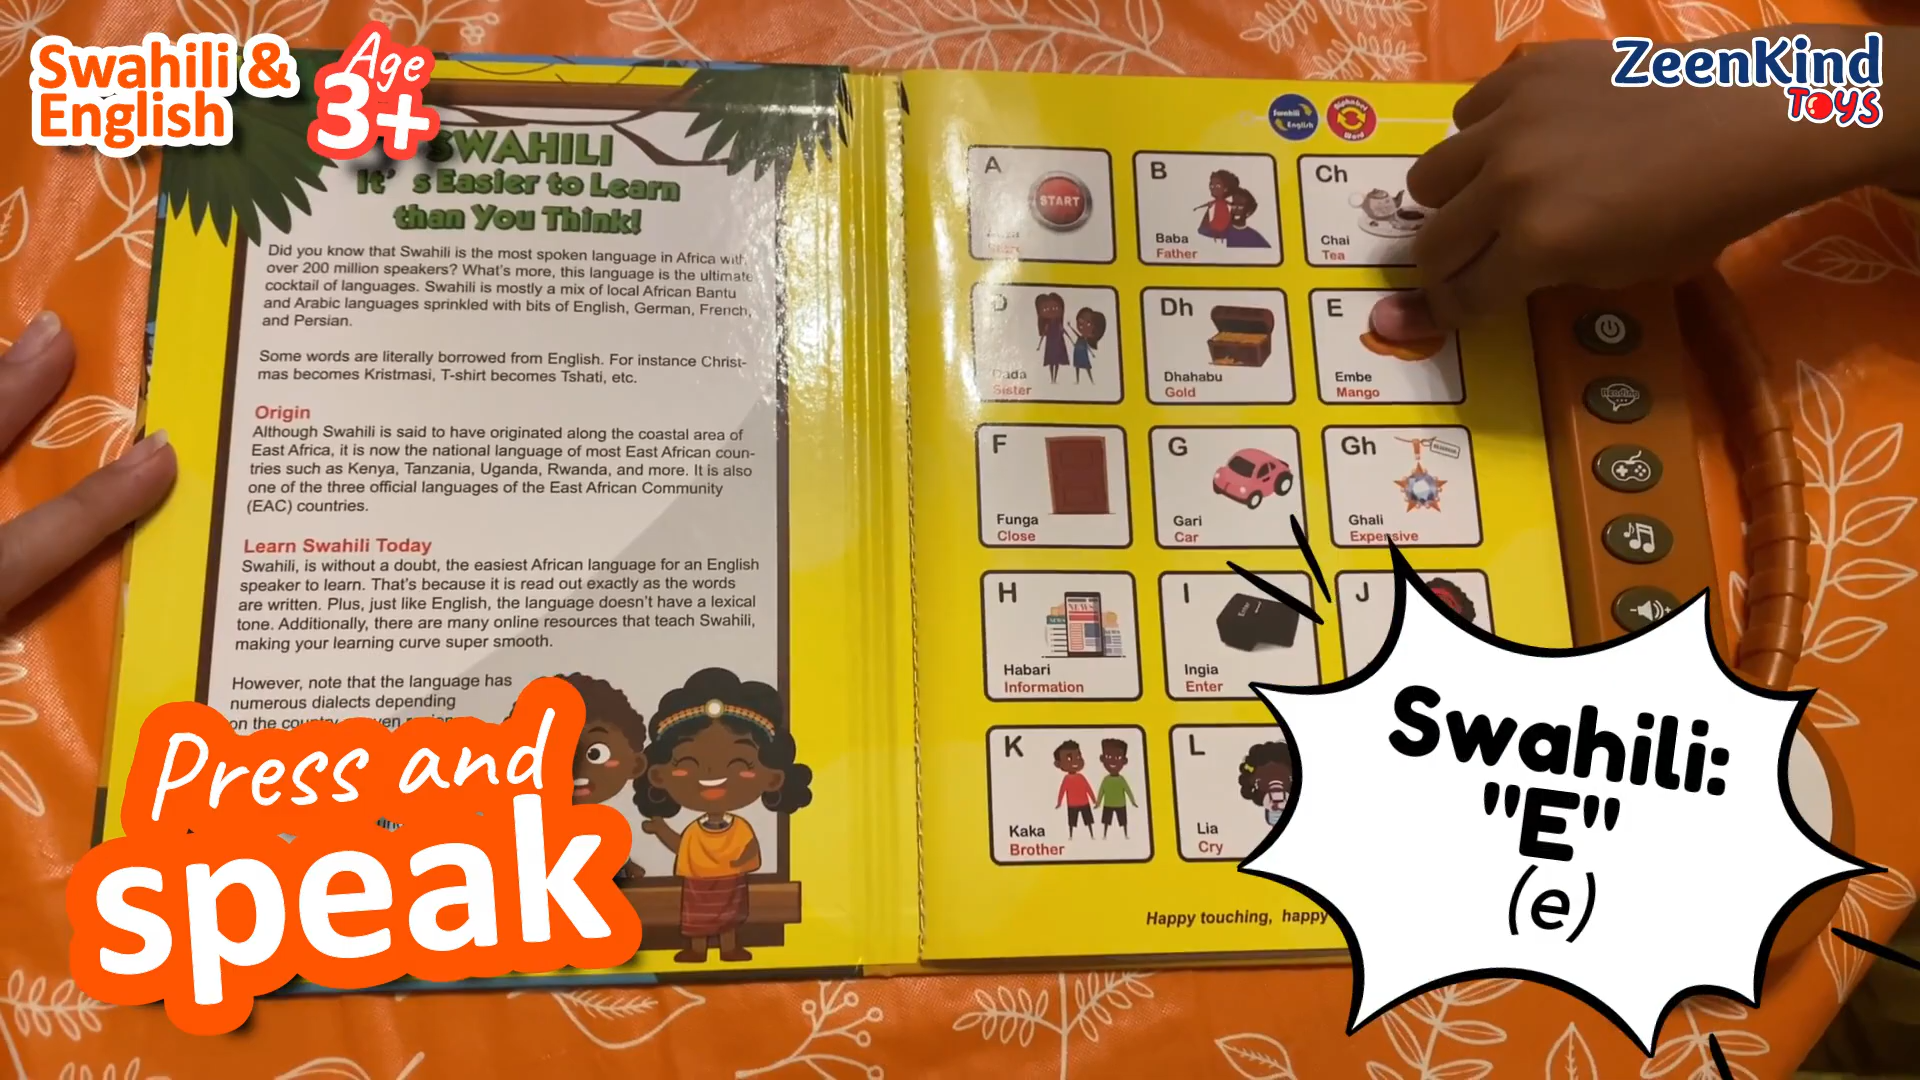 Swahili &
English
Age
3+
ZeenKind
Toys
SWAHILI
It's Easier to Learn
than You Think!
Did you know that Swahili is the most spoken language in Africa with
over 200 million speakers? What's more, this language is the ultimate
cocktail of languages. Swahili is mostly a mix of local African Bantu
and Arabic languages sprinkled with bits of English, German, French,
and Persian.
Some words are literally borrowed from English. For instance Christ-
mas becomes Kristmasi, T-shirt becomes Tshati, etc.
Origin
Although Swahili is said to have originated along the coastal area of
East Africa, it is now the national language of most East African coun-
tries such as Kenya, Tanzania, Uganda, Rwanda, and more. It is also
one of the three official languages of the East African Community
(EAC) countries.
Learn Swahili Today
Swahili, is without a doubt, the easiest African language for an English
speaker to learn. That's because it is read out exactly as the words
are written. Plus, just like English, the language doesn't have a lexical
tone. Additionally, there are many online resources that teach Swahili,
making your learning curve super smooth.
However, note that the language has
numerous dialects depending
on the
Press and
speak
Swahili
English
Alphabet
Word
A
START
B
Baba
Father
Ch
Chai
Tea
D
Dada
Sister
Dh
Dhahabu
Gold
E
Embe
Mango
F
Funga
Close
G
Gari
Car
Gh
Ghali
Expensive
H
NEWS
Habari
Information
I
Enter
Ingia
Enter
J
K
Kaka
Brother
L
Lia
Cry
Happy touching, happy
Swahili:
"E"
(e)